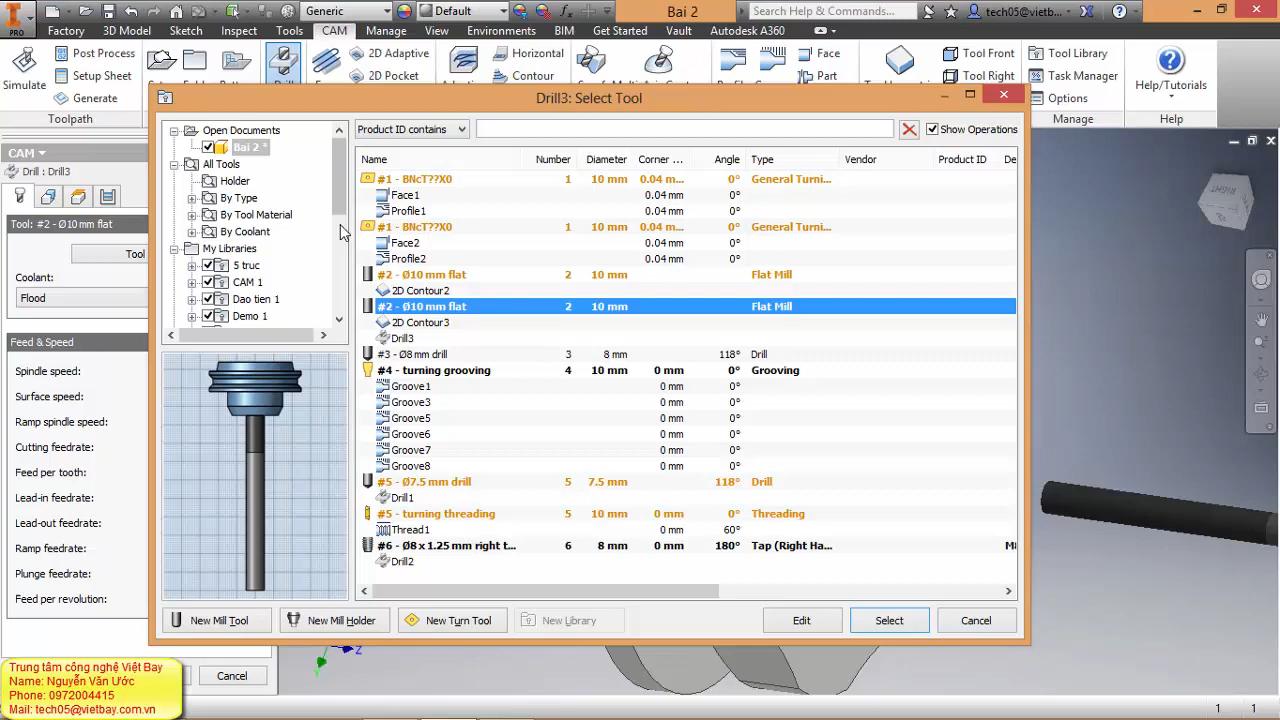 PRO
Generic
Default
Bai 2
Search Help & Commands...
tech05@vietb...
Factory 3D Model Sketch Inspect Tools CAM Manage View Environments BIM Get Started Vault Autodesk A360
Simulate
Post Process
Setup Sheet
Generate
Toolpath
2D Adaptive
2D Pocket
Horizontal
Contour
Face
Part
Tool Front
Tool Right
Tool Library
Task Manager
Options
Manage
Help/Tutorials
Help
CAM
Drill : Drill3
Tool: #2 - Ø10 mm flat
Tool
Coolant:
Flood
Feed & Speed
Spindle speed:
Surface speed:
Ramp spindle speed:
Cutting feedrate:
Feed per tooth:
Lead-in feedrate:
Lead-out feedrate:
Ramp feedrate:
Plunge feedrate:
Feed per revolution:
Cancel
Drill3: Select Tool
Open Documents
Bai 2 *
All Tools
Holder
By Type
By Tool Material
By Coolant
My Libraries
5 truc
CAM 1
Dao tien 1
Demo 1
Product ID contains
Show Operations
Name Number Diameter Corner ... Angle Type Vendor Product ID De
#1 - BNcT??X0 1 10 mm 0.04 m... 0° General Turni...
Face1 0.04 mm 0°
Profile1 0.04 mm 0°
#1 - BNcT??X0 1 10 mm 0.04 m... 0° General Turni...
Face2 0.04 mm 0°
Profile2 0.04 mm 0°
#2 - Ø10 mm flat 2 10 mm Flat Mill
2D Contour2
#2 - Ø10 mm flat 2 10 mm Flat Mill
2D Contour3
Drill3
#3 - Ø8 mm drill 3 8 mm 118° Drill
#4 - turning grooving 4 10 mm 0 mm 0° Grooving
Groove1 0 mm 0°
Groove3 0 mm 0°
Groove5 0 mm 0°
Groove6 0 mm 0°
Groove7 0 mm 0°
Groove8 0 mm 0°
#5 - Ø7.5 mm drill 5 7.5 mm 118° Drill
Drill1
#5 - turning threading 5 10 mm 0 mm 0° Threading
Thread1 0 mm 60°
#6 - Ø8 x 1.25 mm right t... 6 8 mm 0 mm 180° Tap (Right Ha...
Drill2
New Mill Tool
New Mill Holder
New Turn Tool
New Library
Edit
Select
Cancel
RIGHT
Y
Z
Trung tâm công nghệ Việt Bay
Name: Nguyễn Văn Ước
Phone: 0972004415
Mail: tech05@vietbay.com.vn
1 1